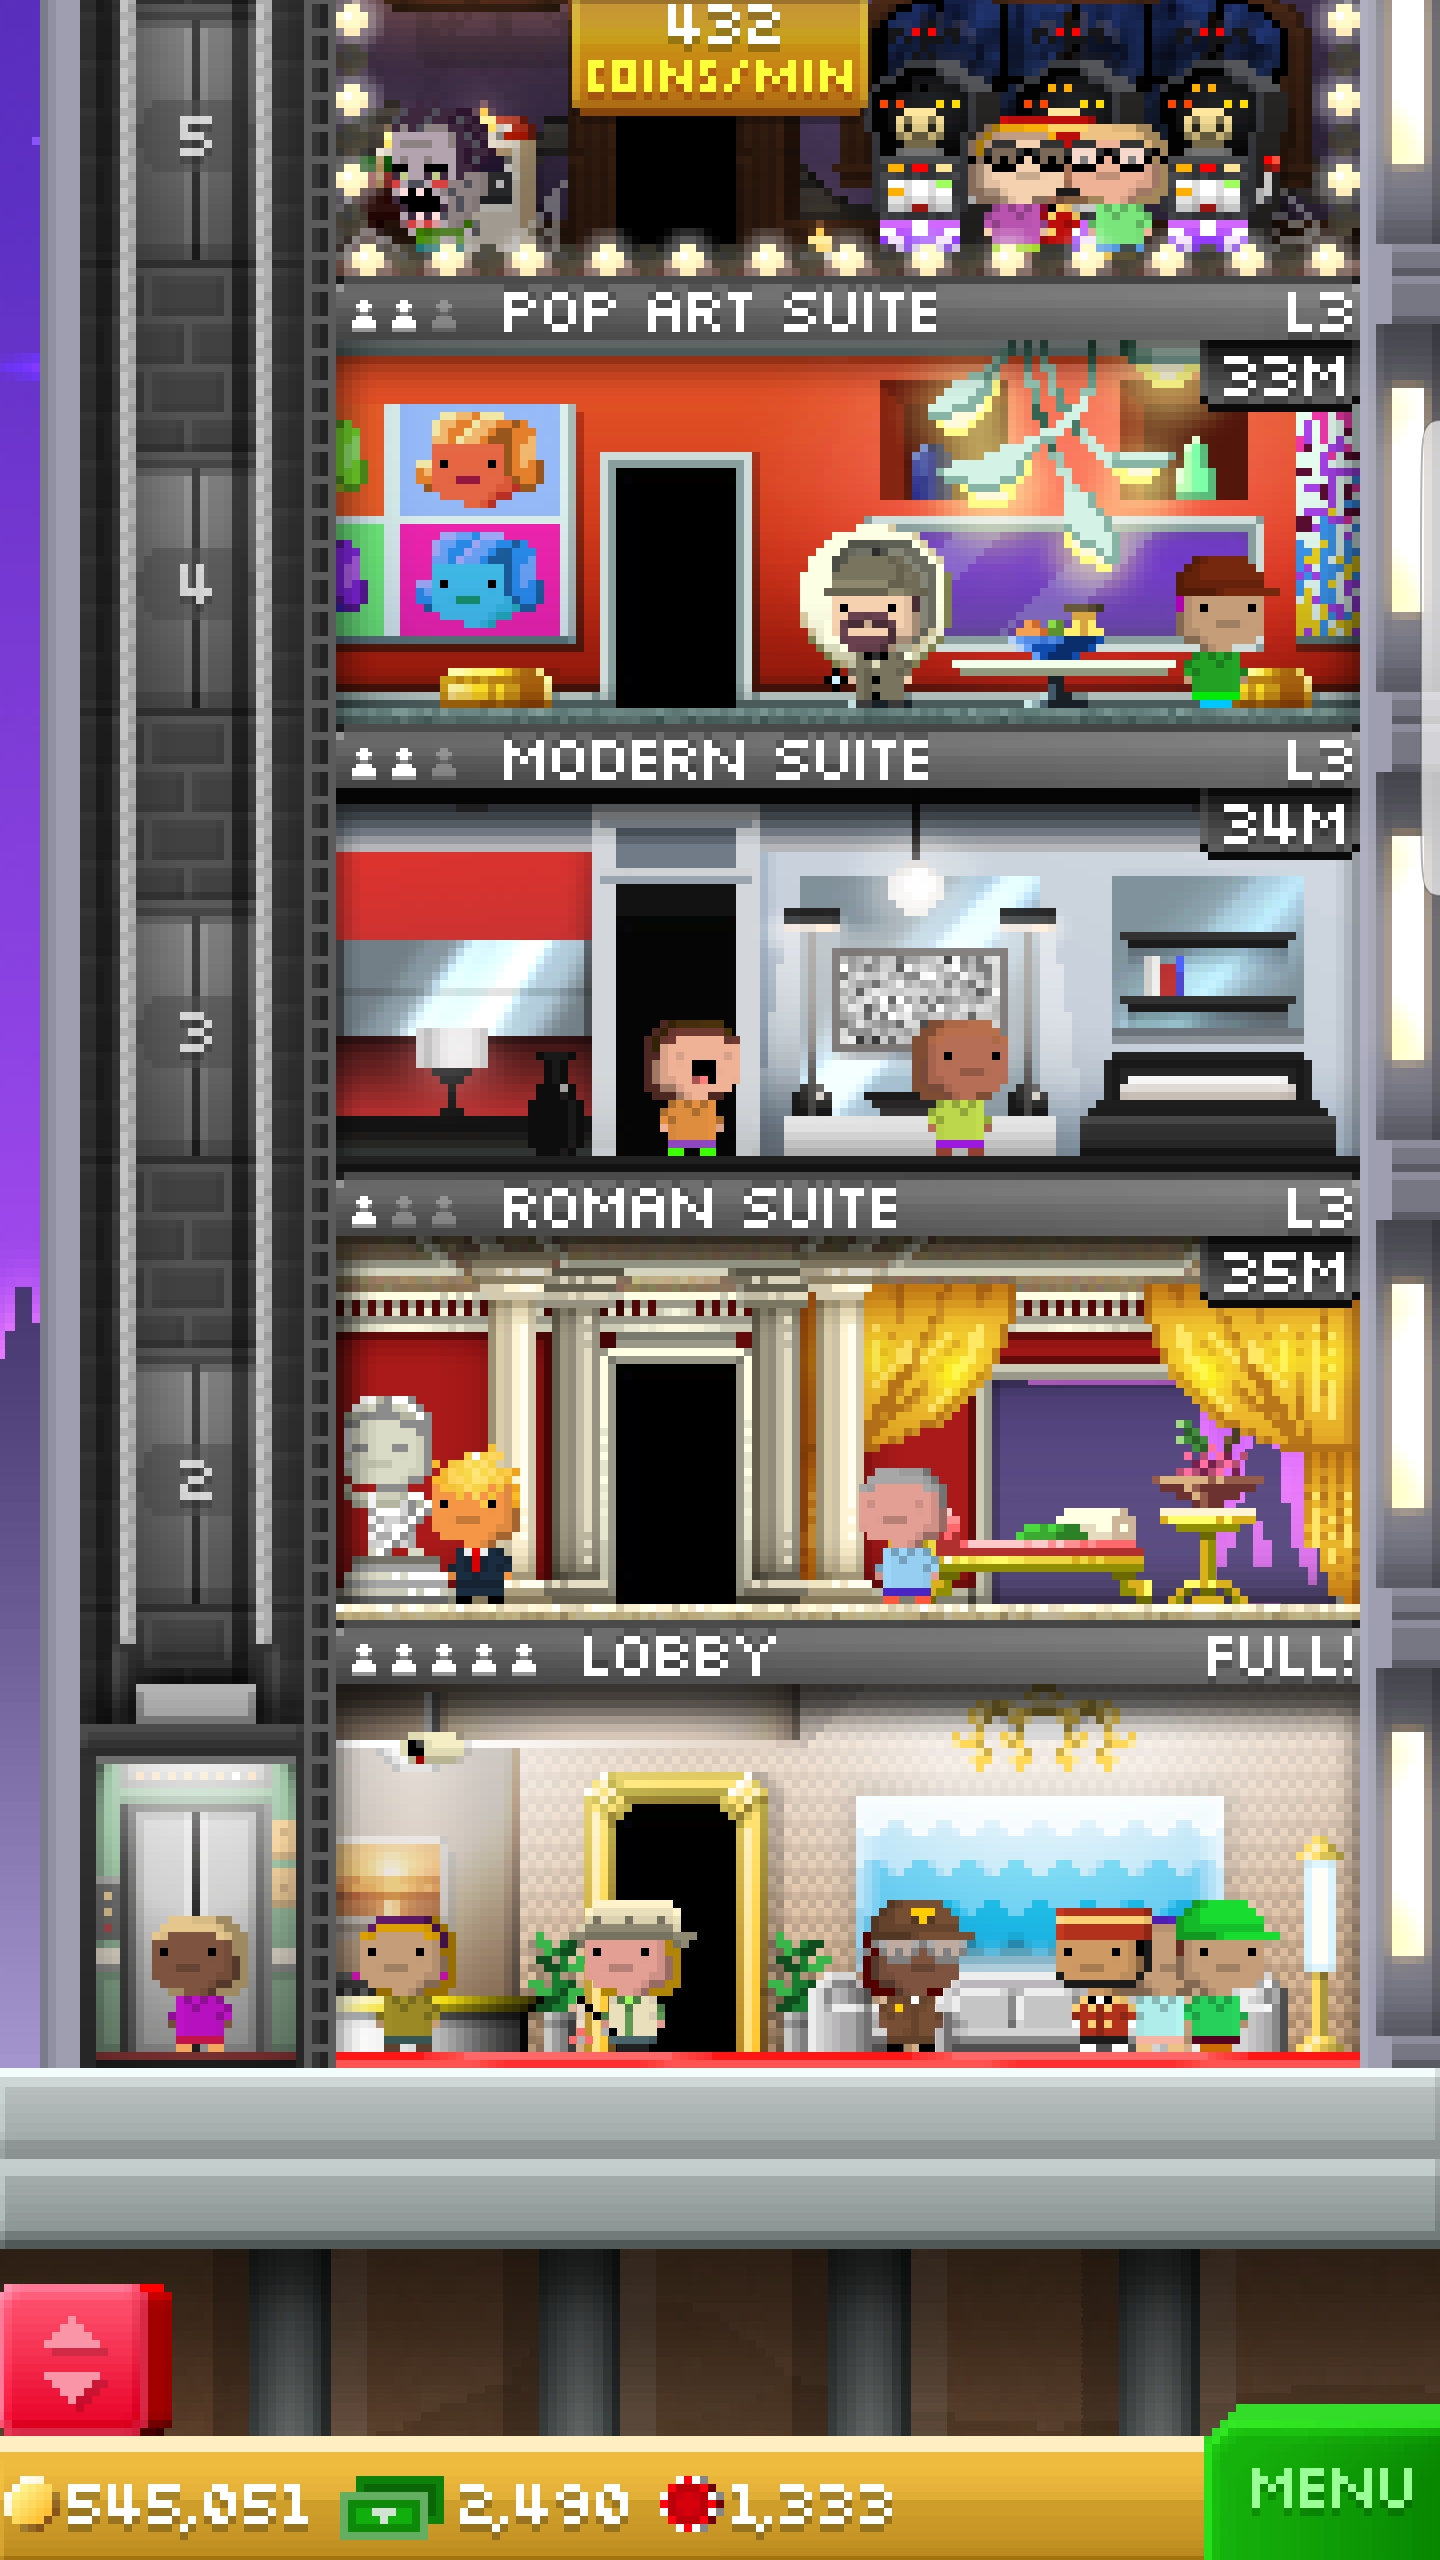 432
COINS/MIN
5
POP ART SUITE L3
33M
4
MODERN SUITE L3
34M
3
ROMAN SUITE L3
35M
2
LOBBY FULL!
545,051 2,490 1,333
MENU